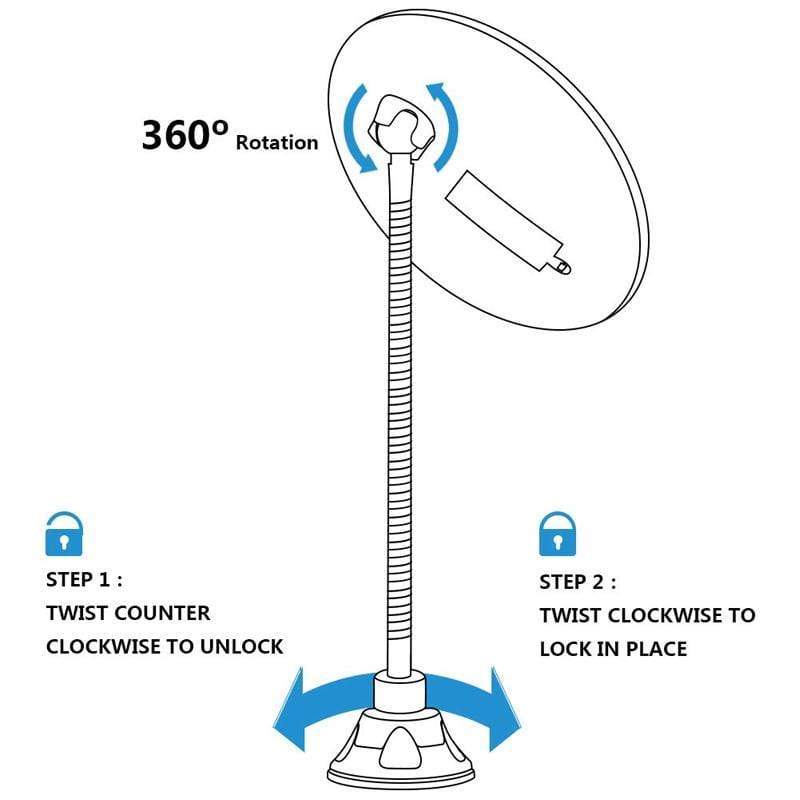 360º Rotation
STEP 1 :
TWIST COUNTER
CLOCKWISE TO UNLOCK
STEP 2 :
TWIST CLOCKWISE TO
LOCK IN PLACE